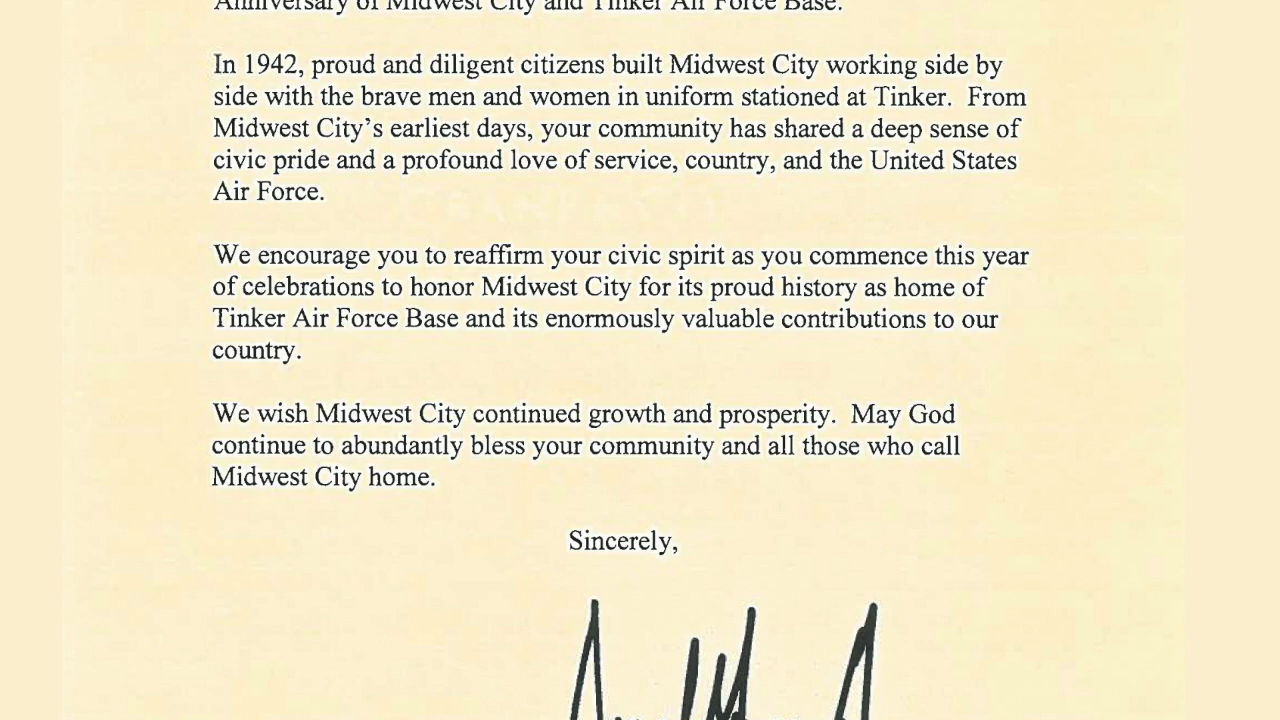 Anniversary of Midwest City and Tinker Air Force Base.
In 1942, proud and diligent citizens built Midwest City working side by
side with the brave men and women in uniform stationed at Tinker.  From
Midwest City’s earliest days, your community has shared a deep sense of
civic pride and a profound love of service, country, and the United States
Air Force.
We encourage you to reaffirm your civic spirit as you commence this year
of celebrations to honor Midwest City for its proud history as home of
Tinker Air Force Base and its enormously valuable contributions to our
country.
We wish Midwest City continued growth and prosperity.  May God
continue to abundantly bless your community and all those who call
Midwest City home.
Sincerely,